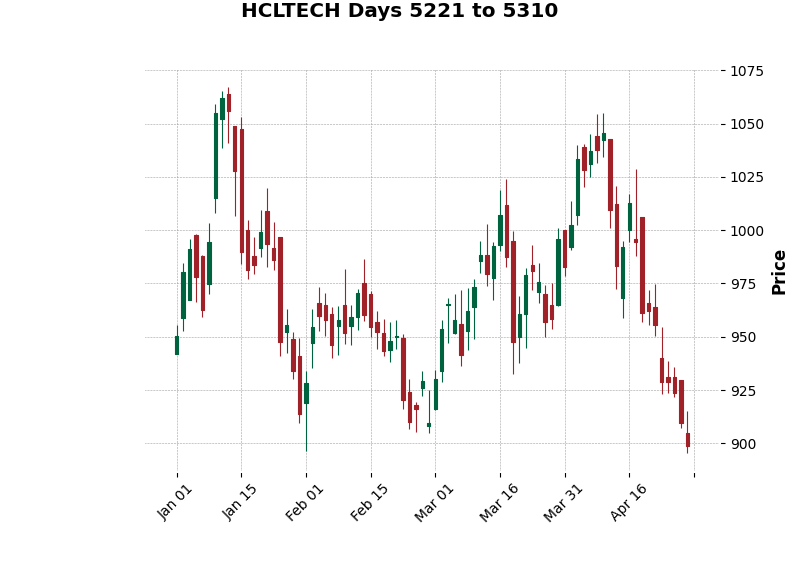 HCLTECH Days 5221 to 5310
1075
1050
1025
1000
975
950
925
900
Price
Jan 01
Jan 15
Feb 01
Feb 15
Mar 01
Mar 16
Mar 31
Apr 16